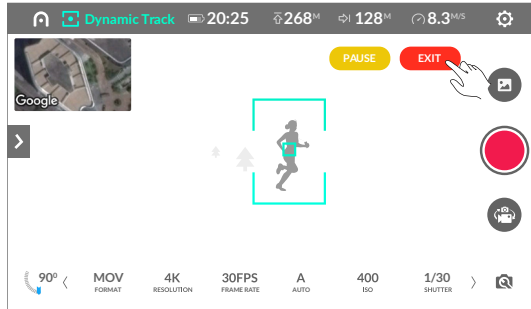 Dynamic Track 20:25 268M 128M 8.3M/S
PAUSE EXIT
Google
90° MOV 4K 30FPS A 400 1/30
FORMAT RESOLUTION FRAME RATE AUTO ISO SHUTTER